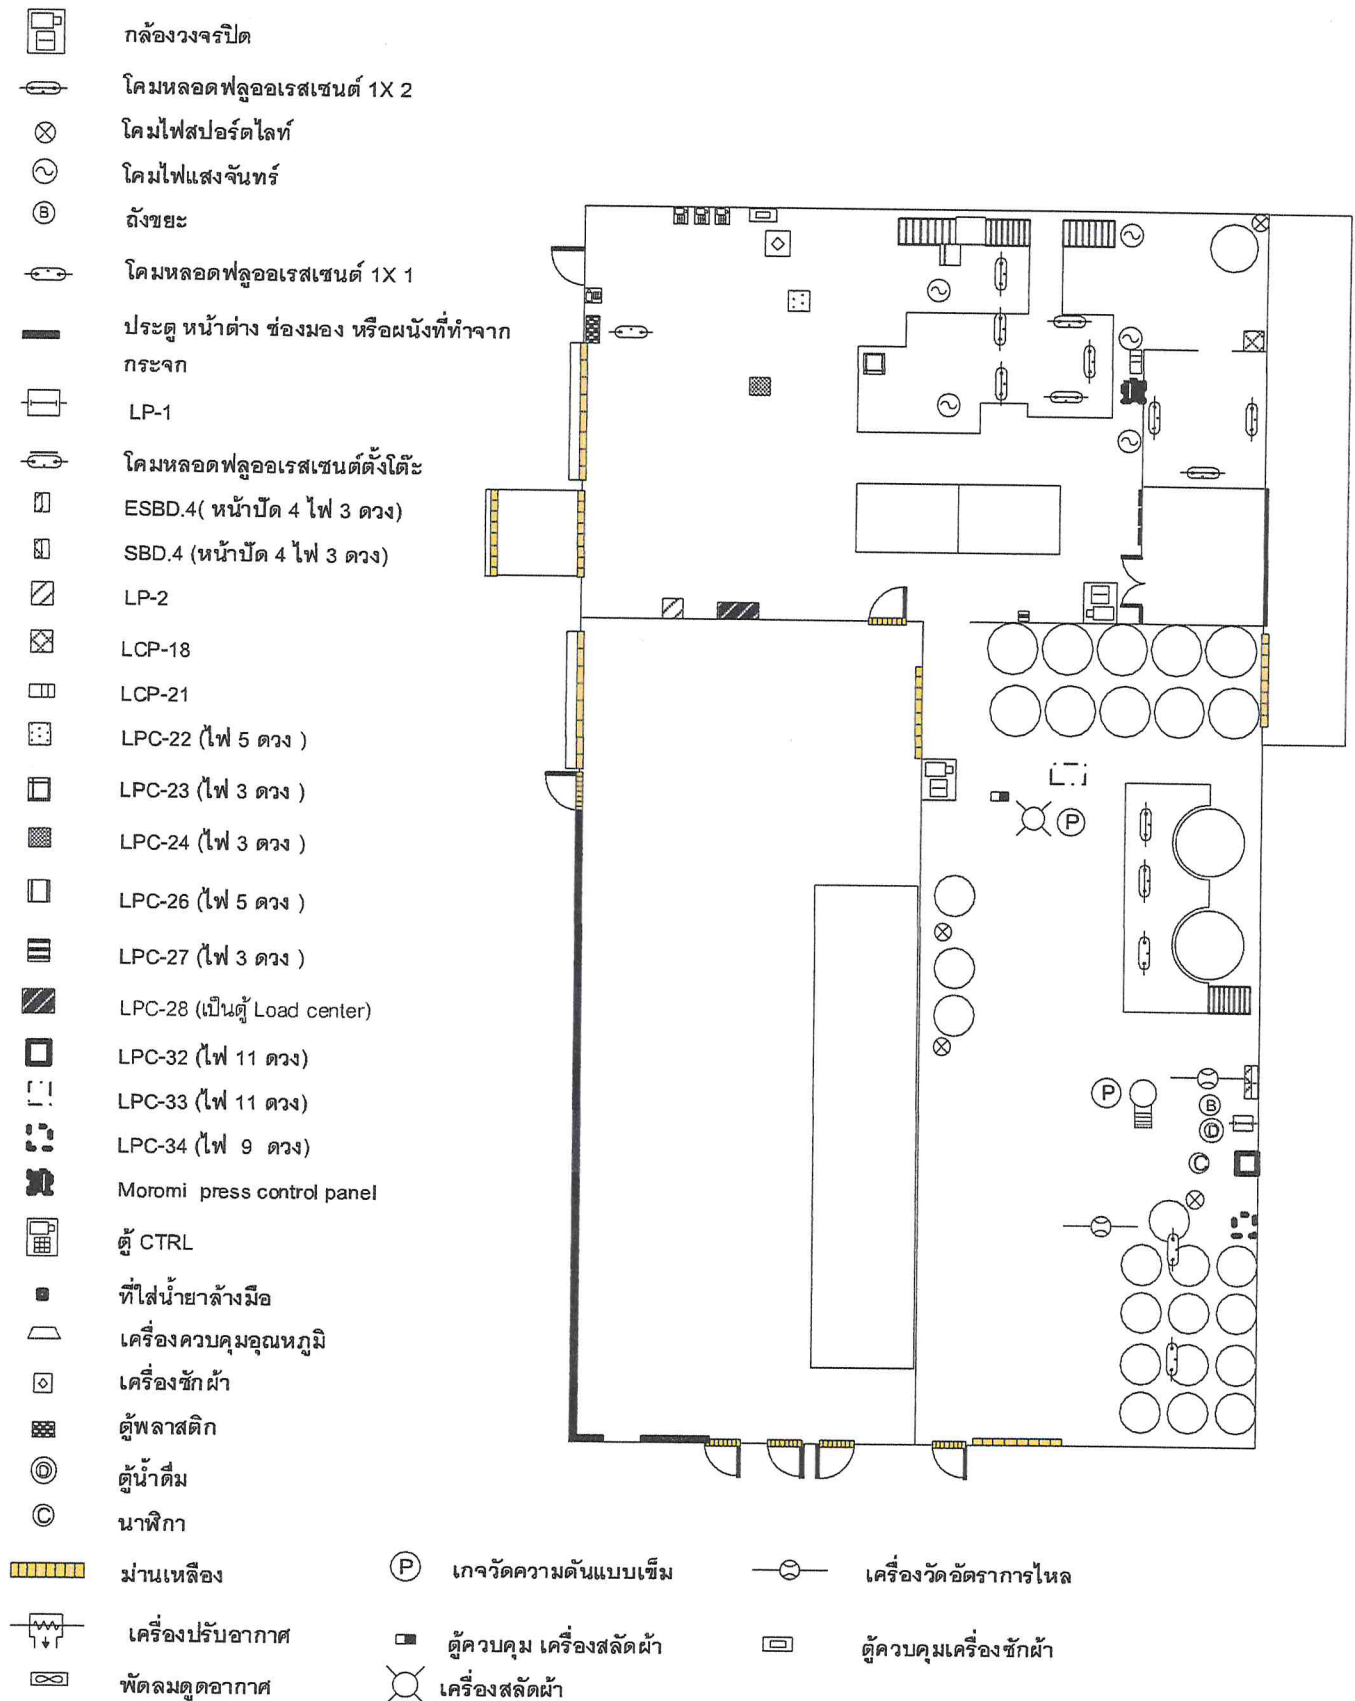 กล้องวงจรปิด
โคมหลอดฟลูออเรสเซนต์ 1X 2
โคมไฟสปอร์ตไลท์
โคมไฟแสงจันทร์
B
ถังขยะ
โคมหลอดฟลูออเรสเซนต์ 1X 1
ประตู หน้าต่าง ช่องมอง หรือผนังที่ทำจาก
กระจก
LP-1
โคมหลอดฟลูออเรสเซนต์ตั้งโต๊ะ
ESBD.4( หน้าปัด 4 ไฟ 3 ดวง)
SBD.4 (หน้าปัด 4 ไฟ 3 ดวง)
LP-2
LCP-18
LCP-21
LPC-22 (ไฟ 5 ดวง )
LPC-23 (ไฟ 3 ดวง )
LPC-24 (ไฟ 3 ดวง )
LPC-26 (ไฟ 5 ดวง )
LPC-27 (ไฟ 3 ดวง )
LPC-28 (เป็นตู้ Load center)
LPC-32 (ไฟ 11 ดวง)
LPC-33 (ไฟ 11 ดวง)
LPC-34 (ไฟ 9 ดวง)
Moromi press control panel
ตู้ CTRL
ที่ใส่น้ำยาล้างมือ
เครื่องควบคุมอุณหภูมิ
เครื่องซักผ้า
ตู้พลาสติก
D
ตู้น้ำดื่ม
C
นาฬิกา
P
P
B
D
C
ม่านเหลือง
P
เกจวัดความดันแบบเข็ม
เครื่องวัดอัตราการไหล
เครื่องปรับอากาศ
ตู้ควบคุม เครื่องสลัดผ้า
ตู้ควบคุมเครื่องซักผ้า
พัดลมดูดอากาศ
เครื่องสลัดผ้า